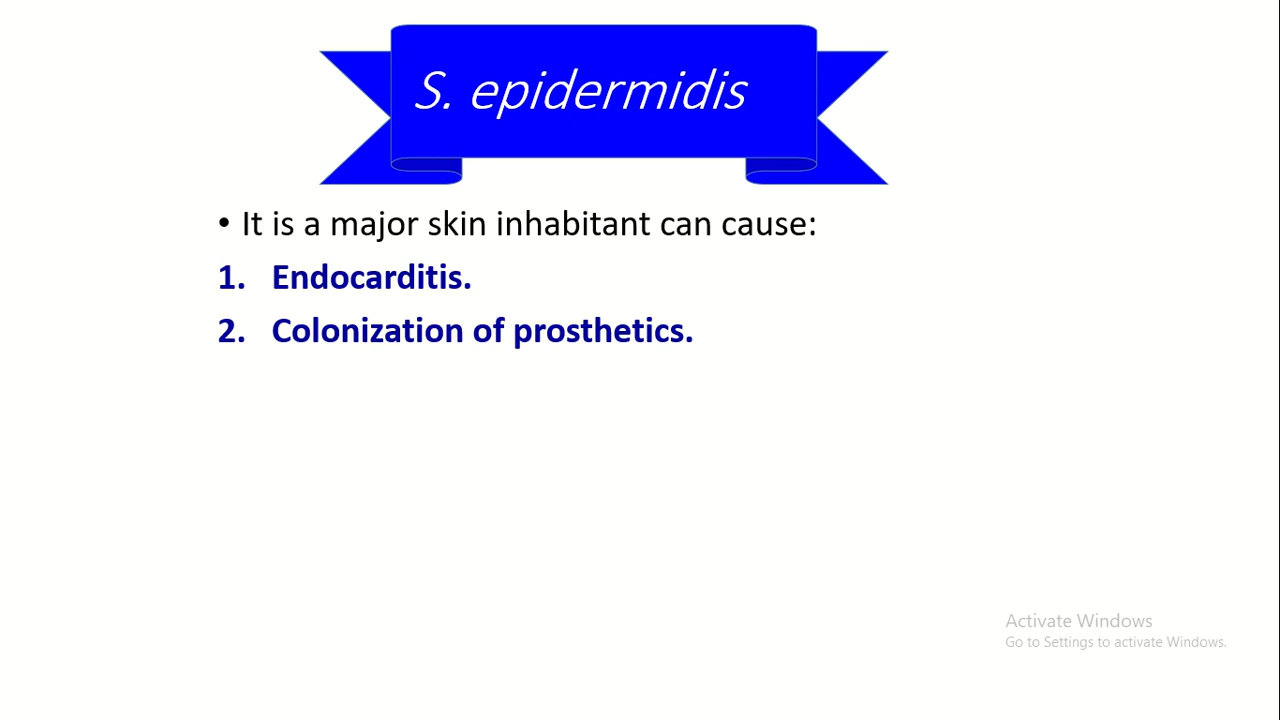 S. epidermidis
• It is a major skin inhabitant can cause:
1. Endocarditis.
2. Colonization of prosthetics.
Activate Windows
Go to Settings to activate Windows.